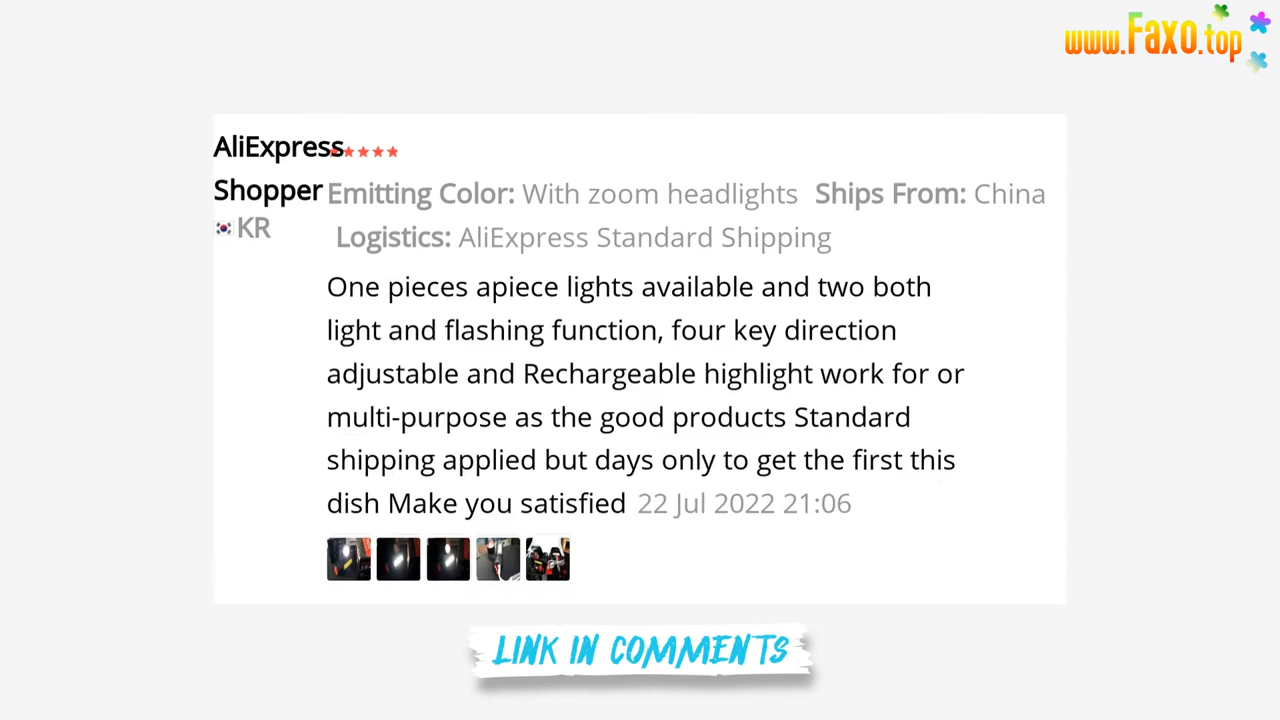 www.Faxo.top
AliExpress
Shopper
KR
Emitting Color: With zoom headlights Ships From: China
Logistics: AliExpress Standard Shipping
One pieces apiece lights available and two both
light and flashing function, four key direction
adjustable and Rechargeable highlight work for or
multi-purpose as the good products Standard
shipping applied but days only to get the first this
dish Make you satisfied 22 Jul 2022 21:06
LINK IN COMMENTS